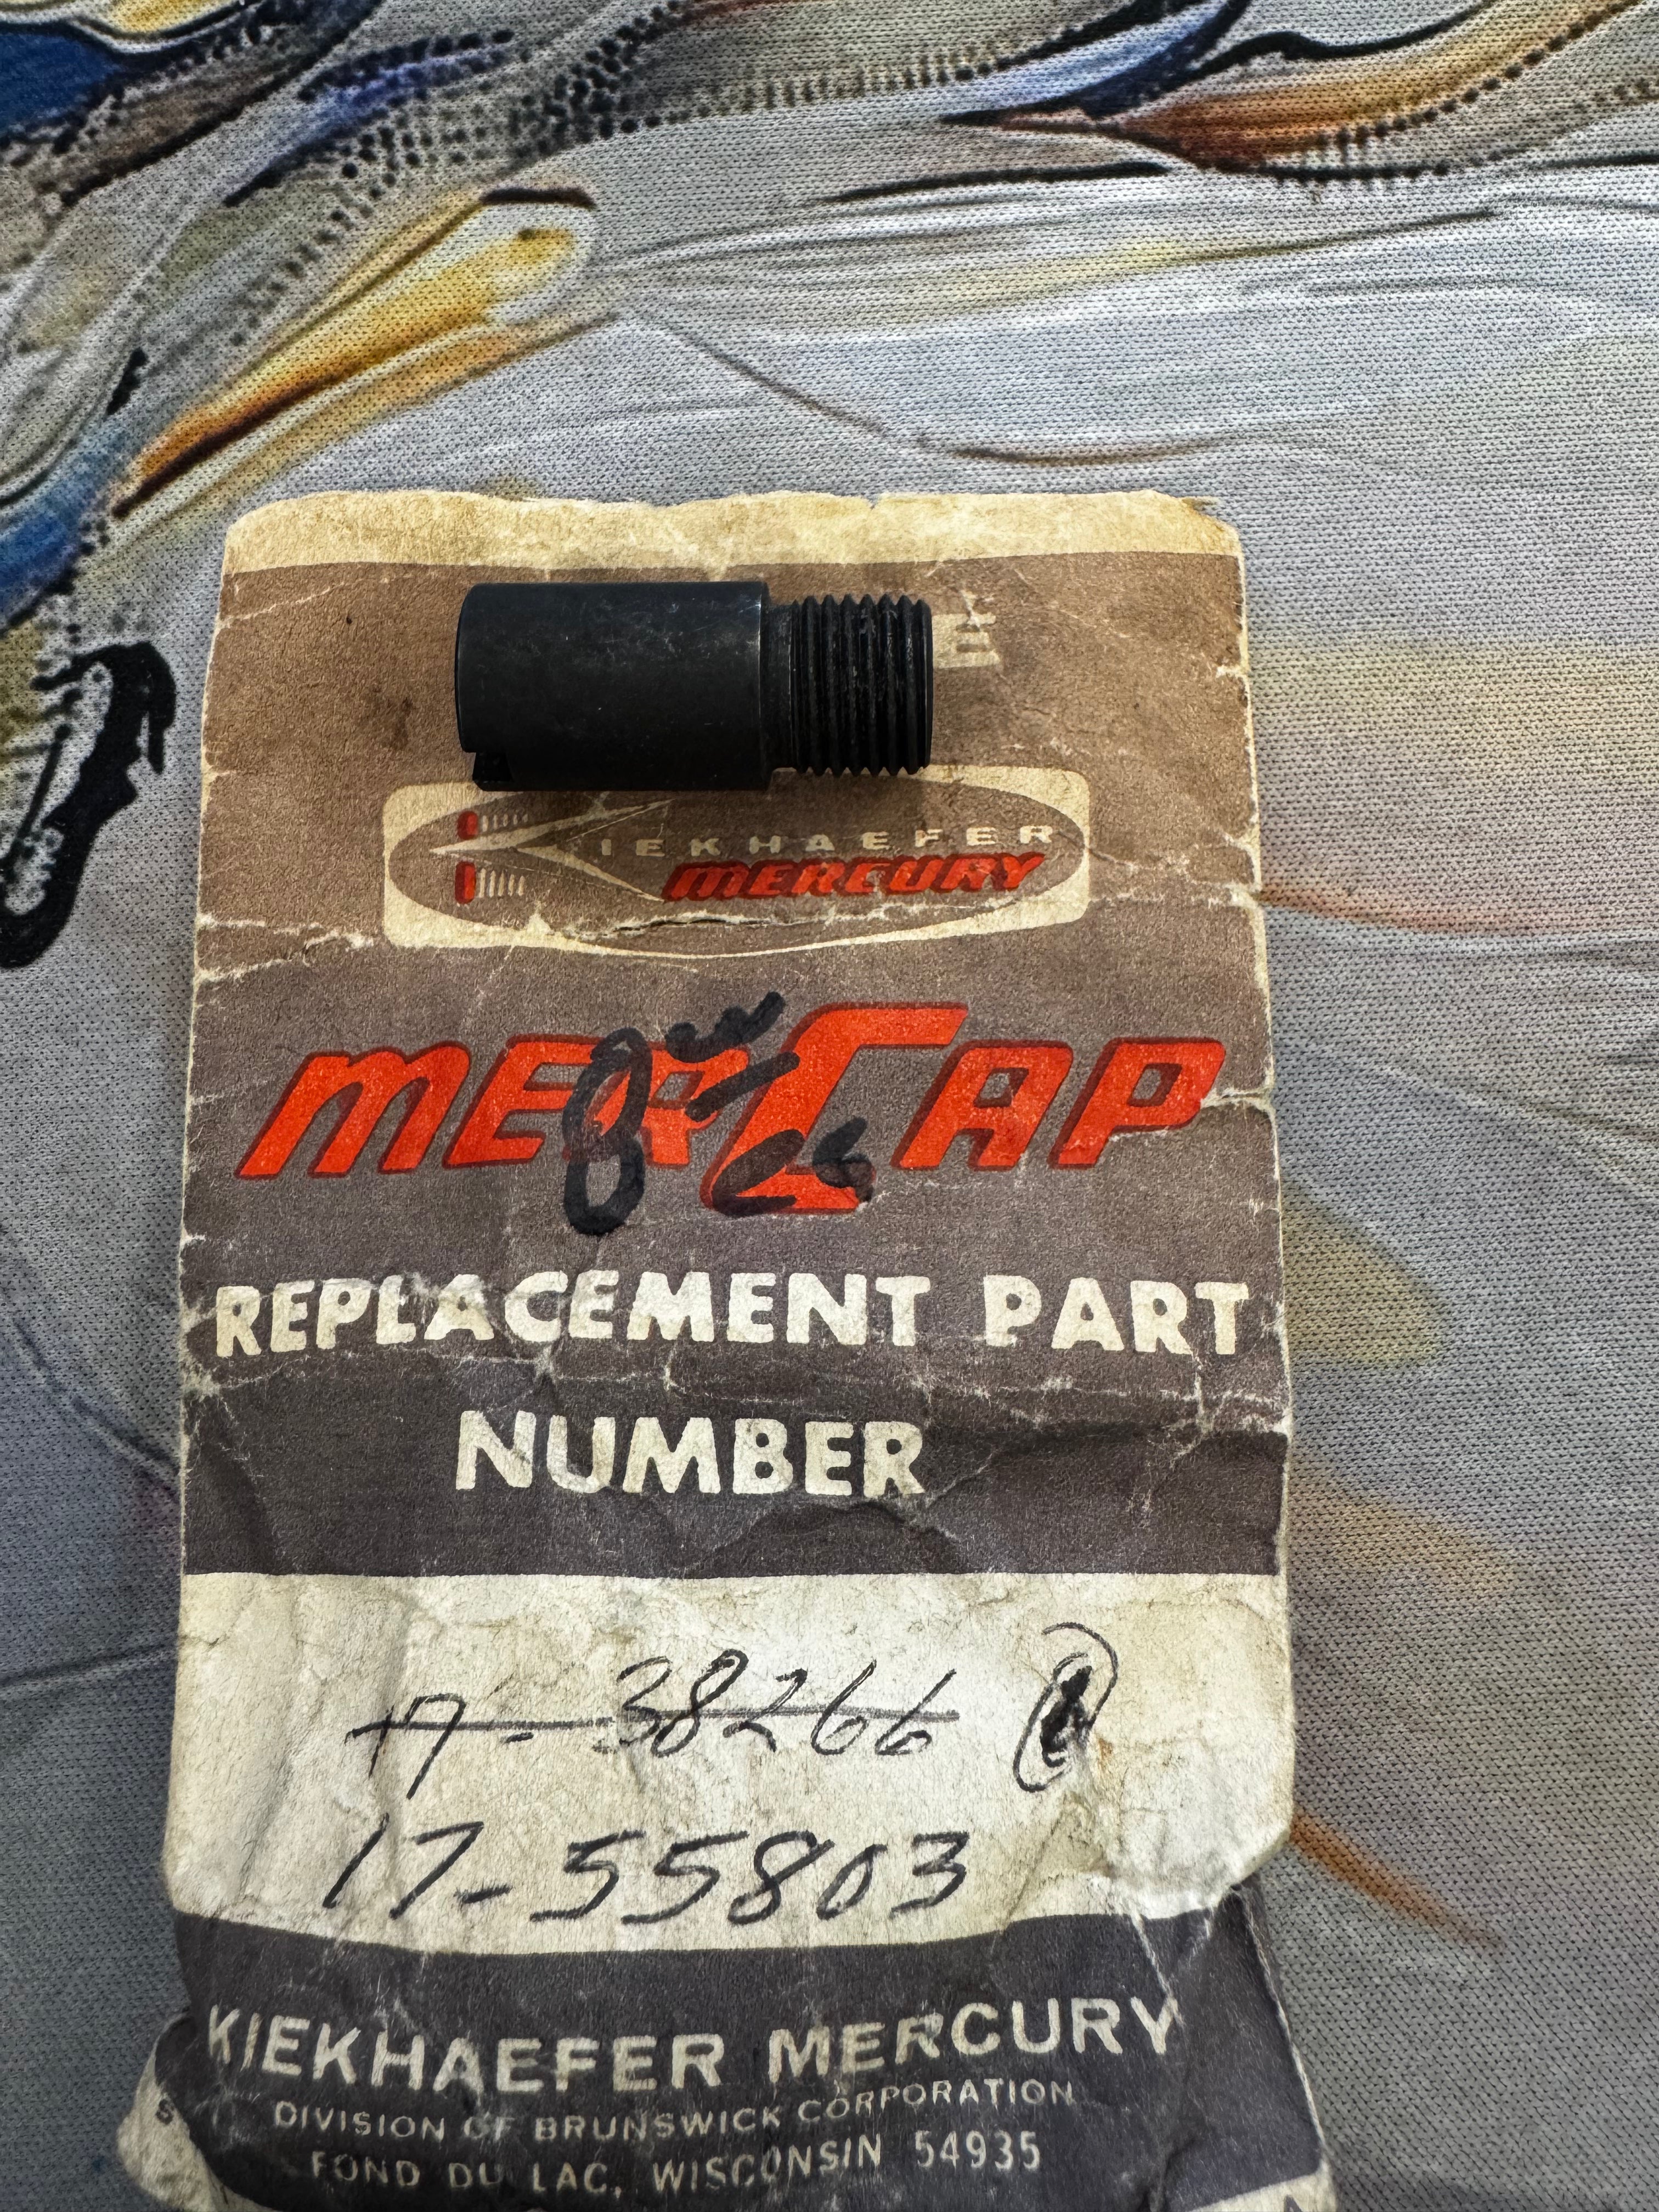 E
KIEKHAEFER
MERCURY
MERCAP
REPLACEMENT PART
NUMBER
17-38266
17-55803
KIEKHAEFER MERCURY
DIVISION OF BRUNSWICK CORPORATION
FOND DU LAC, WISCONSIN 54935